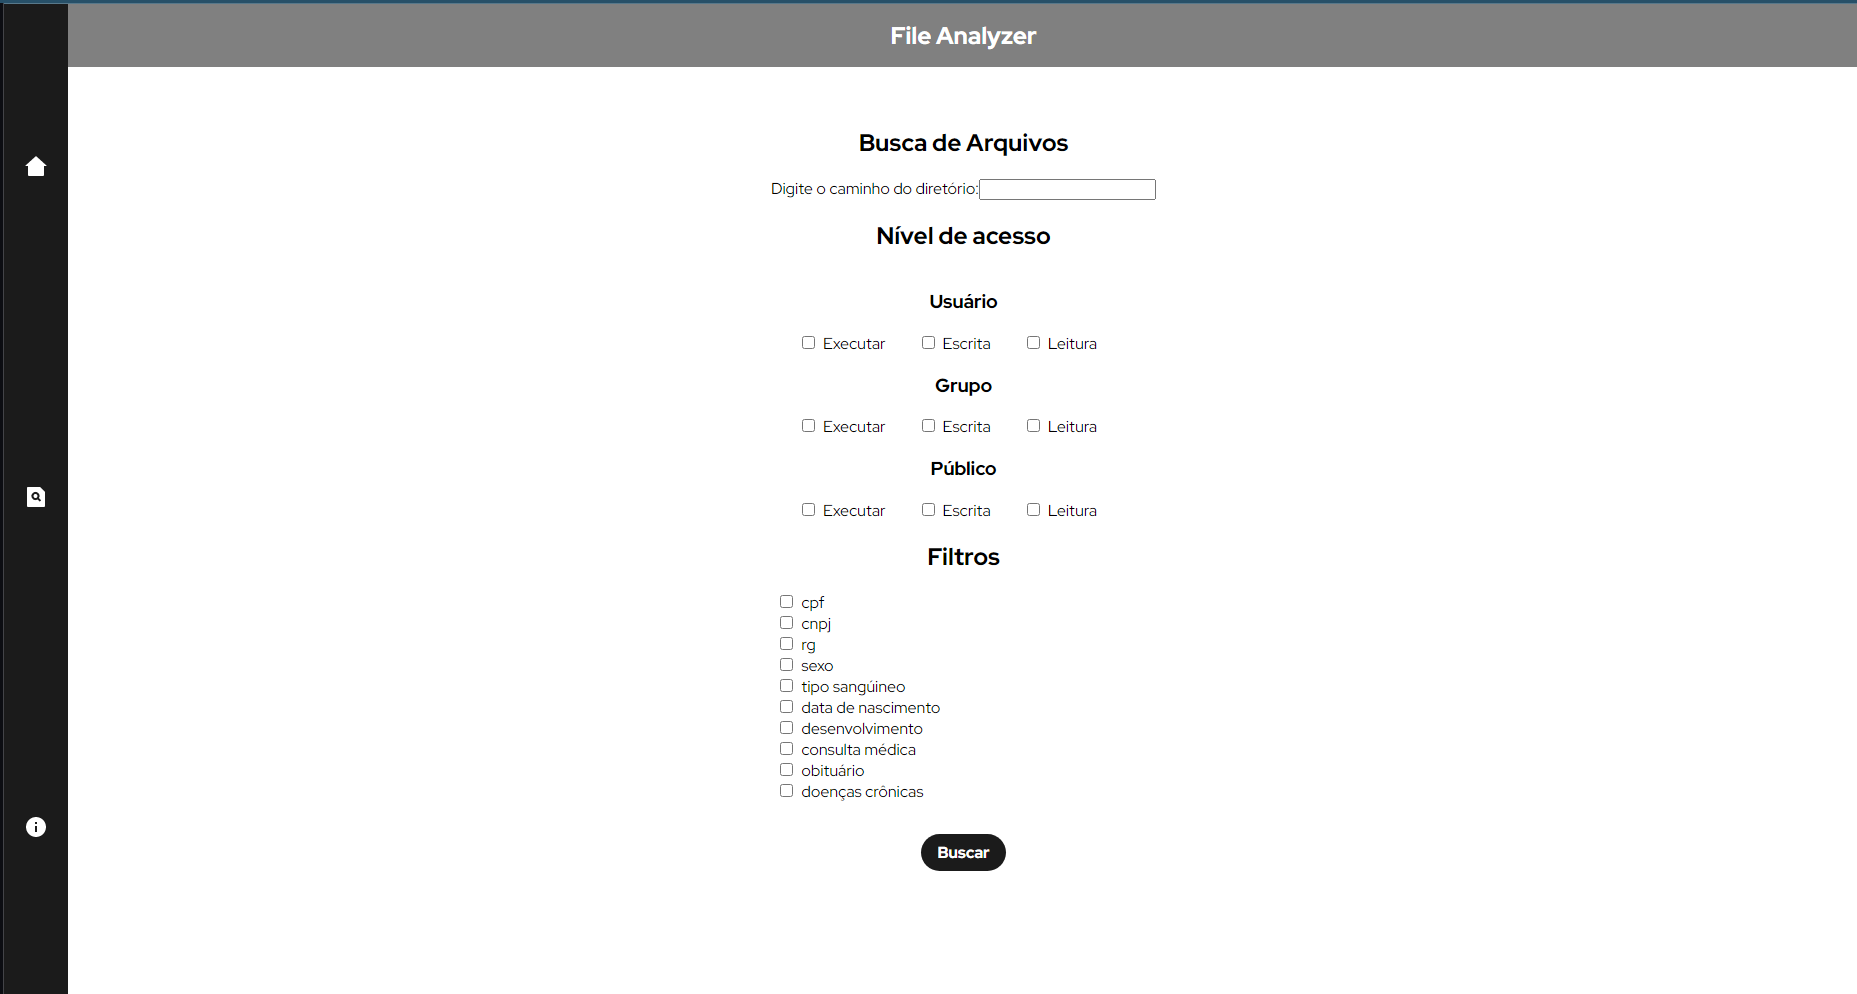 File Analyzer
Busca de Arquivos
Digite o caminho do diretório:
Nível de acesso
Usuário
Executar Escrita Leitura
Grupo
Executar Escrita Leitura
Público
Executar Escrita Leitura
Filtros
cpf
cnpj
rg
sexo
tipo sangúineo
data de nascimento
desenvolvimento
consulta médica
obituário
doenças crônicas
Buscar